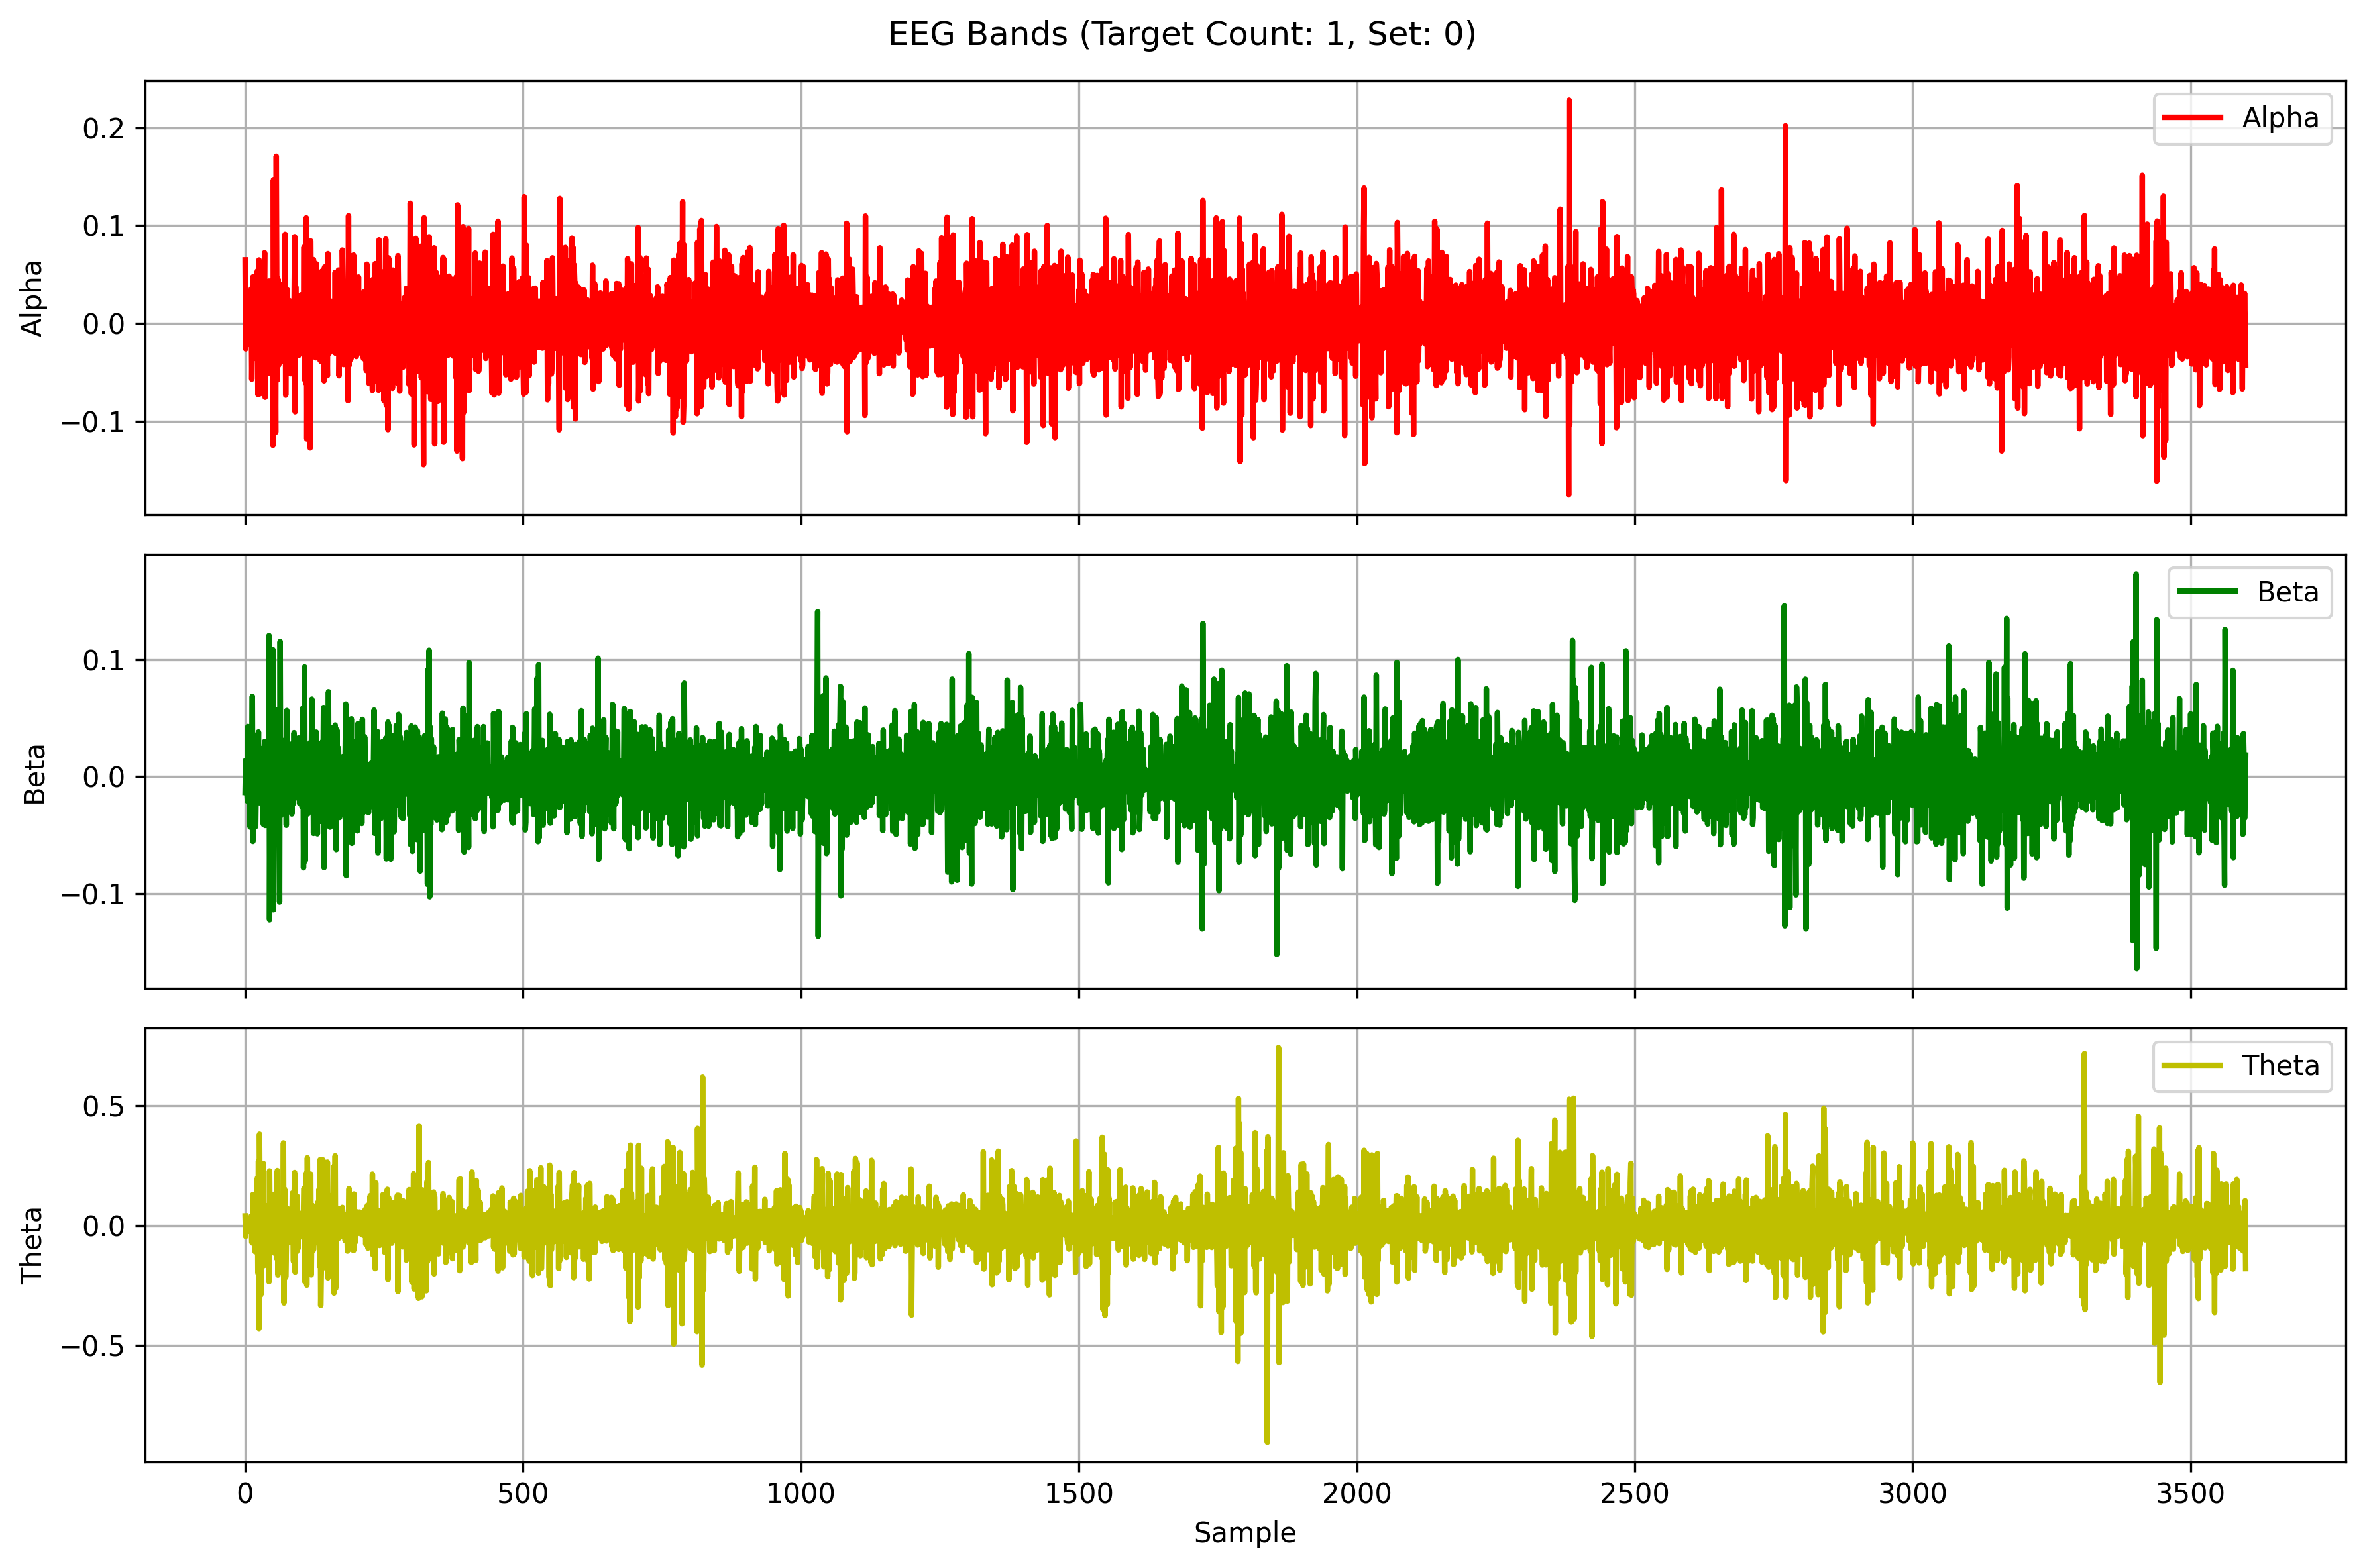 EEG Bands (Target Count: 1, Set: 0)
Alpha
0.2
0.1
0.0
−0.1
Alpha
Beta
0.1
0.0
−0.1
Beta
Theta
0.5
0.0
−0.5
Theta
0 500 1000 1500 2000 2500 3000 3500
Sample